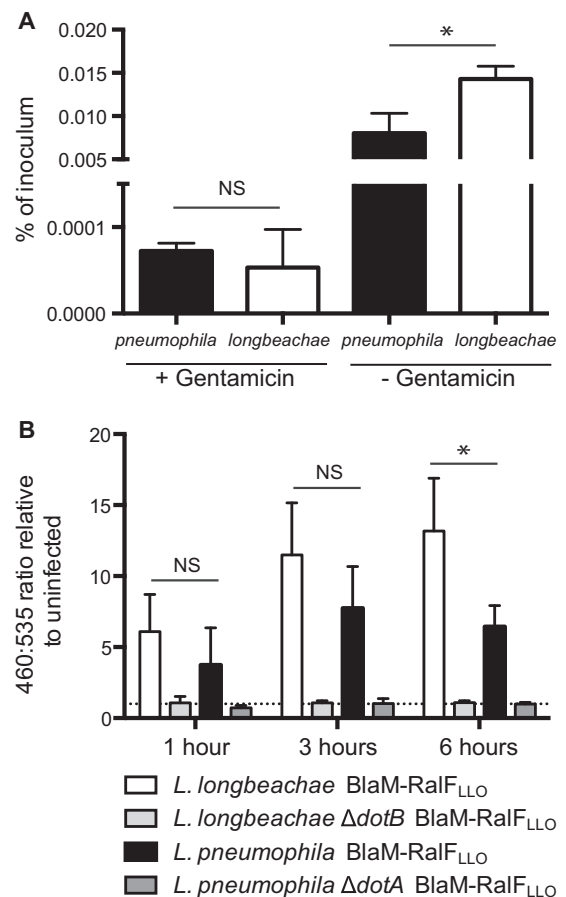 A
% of inoculum
0.020
0.015
0.010
0.005
0.0001
0.0000
NS
*
pneumophila longbeachae pneumophila longbeachae
+ Gentamicin - Gentamicin
B
460:535 ratio relative
to uninfected
20
15
10
5
0
NS
NS
*
1 hour 3 hours 6 hours
L. longbeachae BlaM-RalFLLO
L. longbeachae ΔdotB BlaM-RalFLLO
L. pneumophila BlaM-RalFLLO
L. pneumophila ΔdotA BlaM-RalFLLO